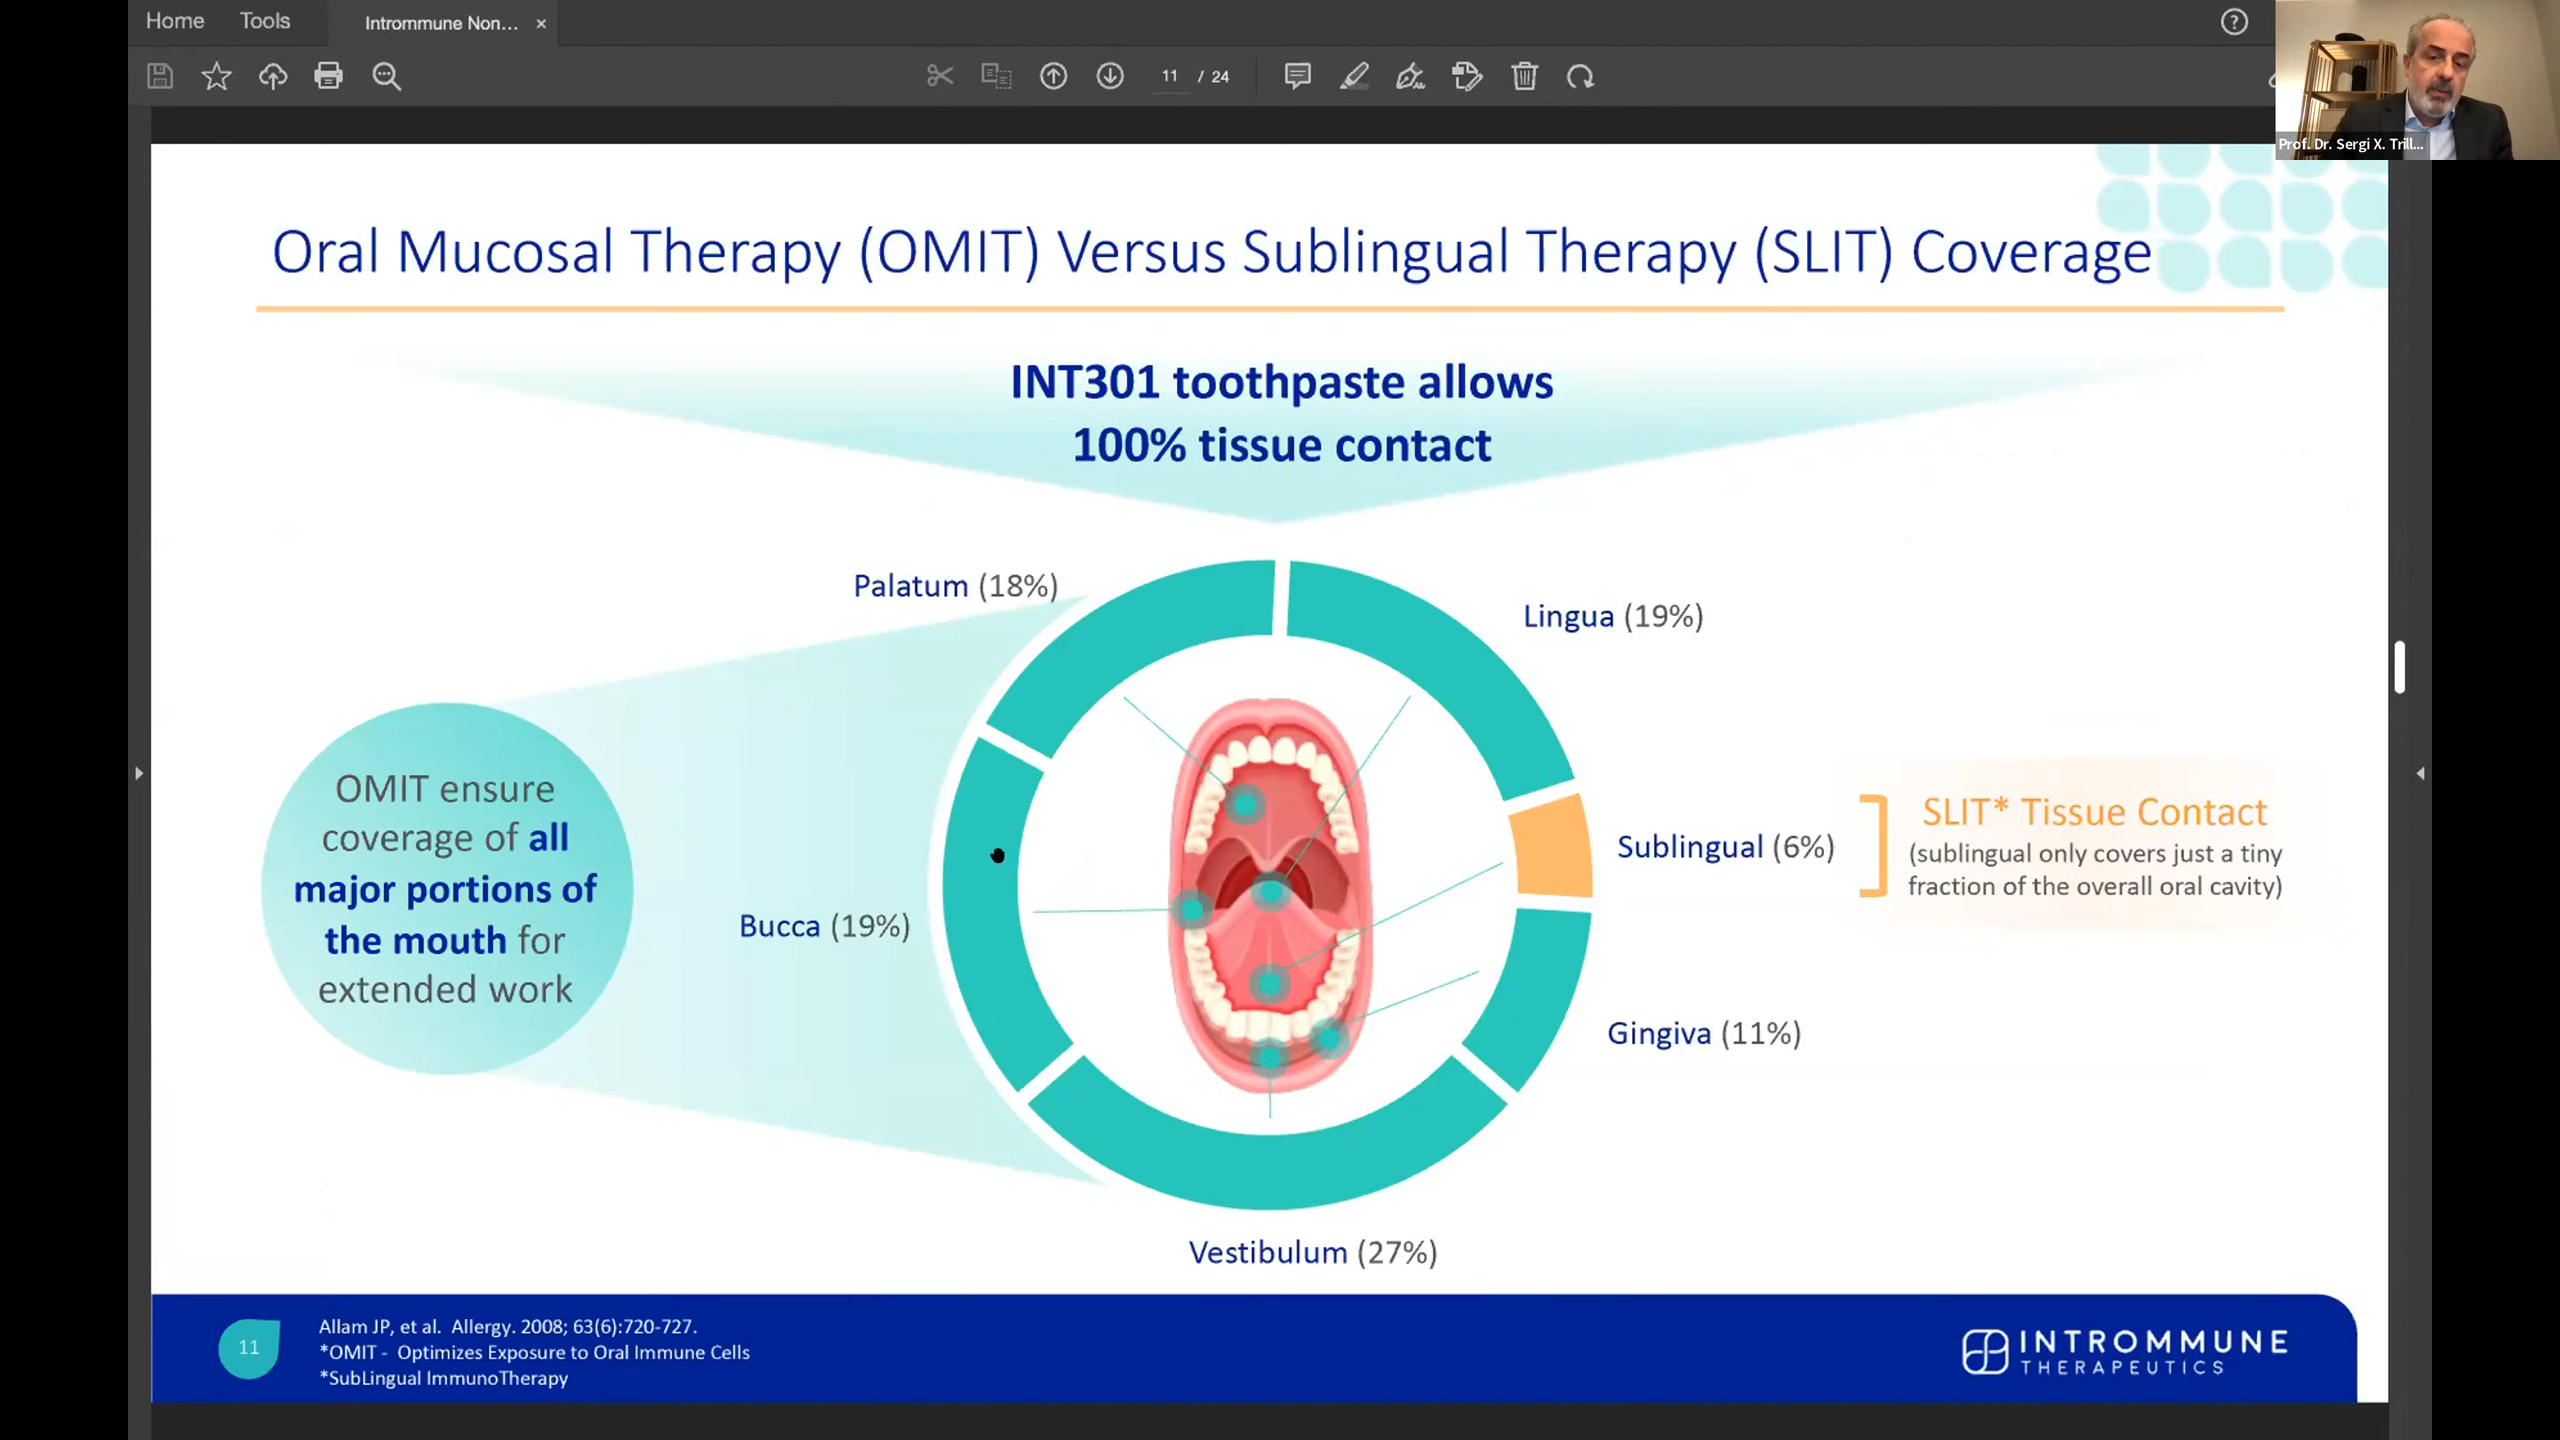 Home
Tools
Intrommune Non...
11 / 24
Prof. Dr. Sergi X. Trill...
Oral Mucosal Therapy (OMIT) Versus Sublingual Therapy (SLIT) Coverage
INT301 toothpaste allows
100% tissue contact
Palatum (18%)
Lingua (19%)
OMIT ensure
coverage of all
major portions of
the mouth for
extended work
Bucca (19%)
Sublingual (6%)
SLIT* Tissue Contact
(sublingual only covers just a tiny
fraction of the overall oral cavity)
Gingiva (11%)
Vestibulum (27%)
11
Allam JP, et al. Allergy. 2008; 63(6):720-727.
*OMIT - Optimizes Exposure to Oral Immune Cells
*SubLingual ImmunoTherapy
INTROMMUNE
THERAPEUTICS